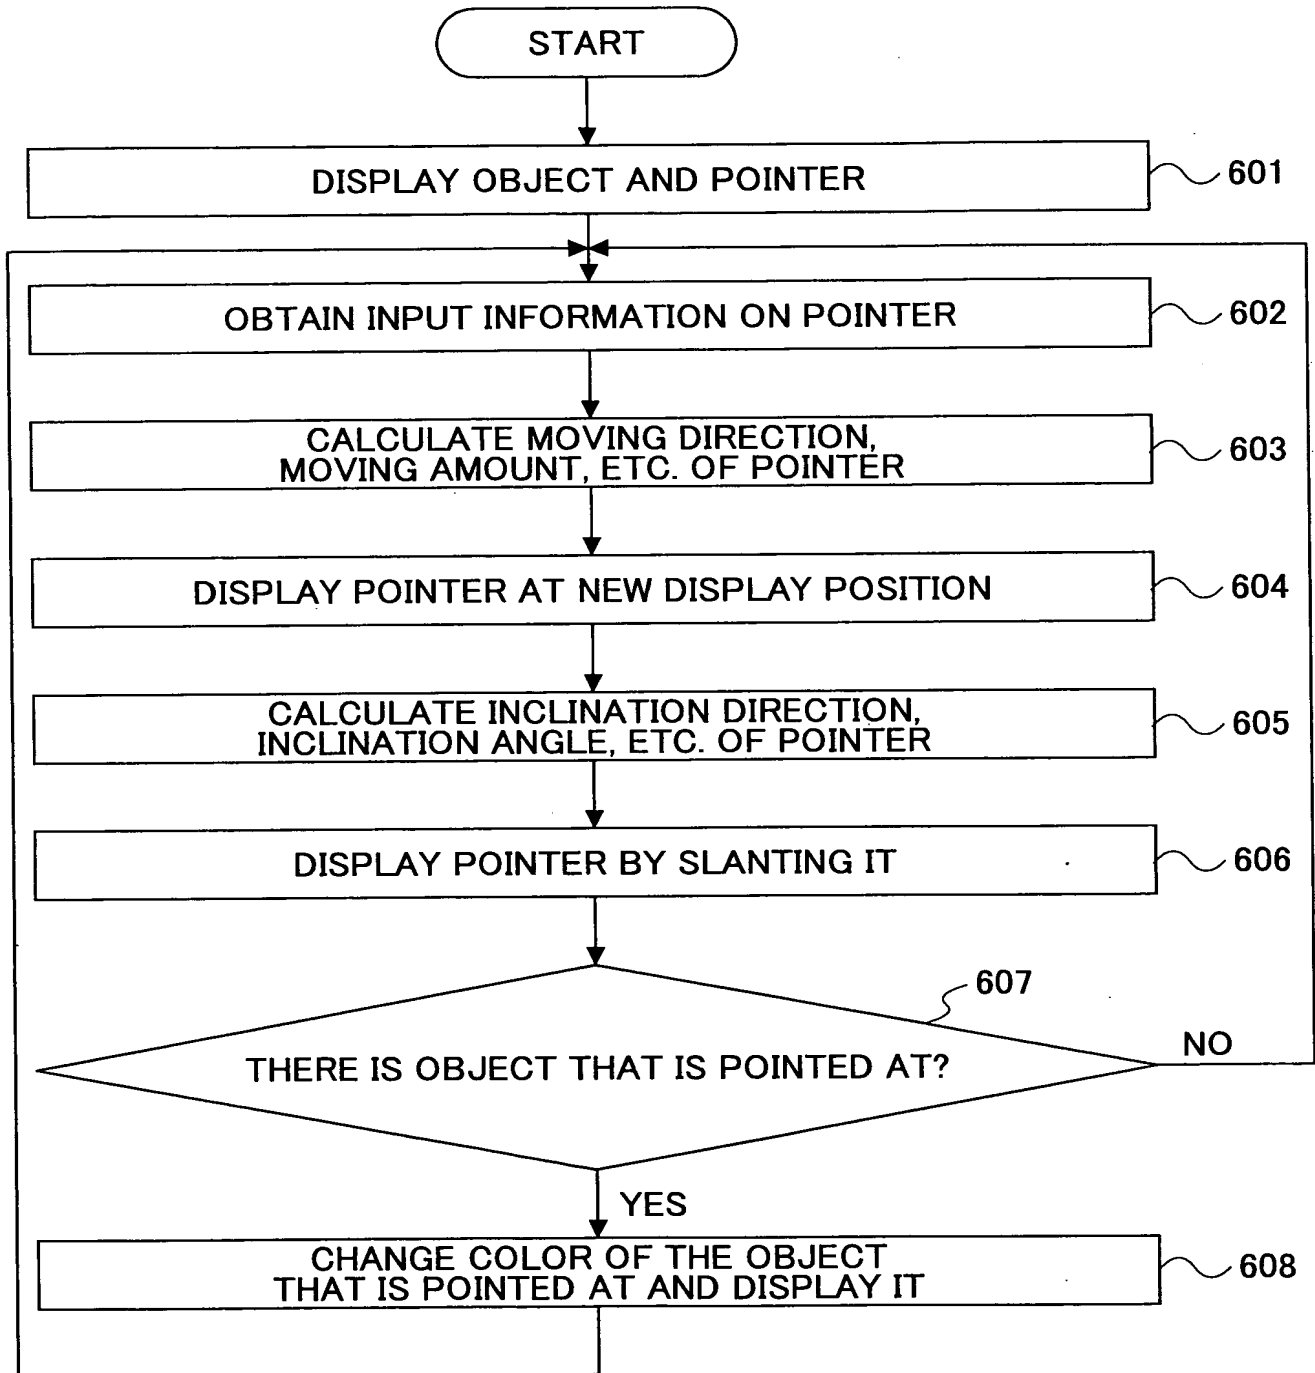 START
DISPLAY OBJECT AND POINTER
601
OBTAIN INPUT INFORMATION ON POINTER
602
CALCULATE MOVING DIRECTION,
MOVING AMOUNT, ETC. OF POINTER
603
DISPLAY POINTER AT NEW DISPLAY POSITION
604
CALCULATE INCLINATION DIRECTION,
INCLINATION ANGLE, ETC. OF POINTER
605
DISPLAY POINTER BY SLANTING IT
606
607
THERE IS OBJECT THAT IS POINTED AT?
NO
YES
CHANGE COLOR OF THE OBJECT
THAT IS POINTED AT AND DISPLAY IT
608